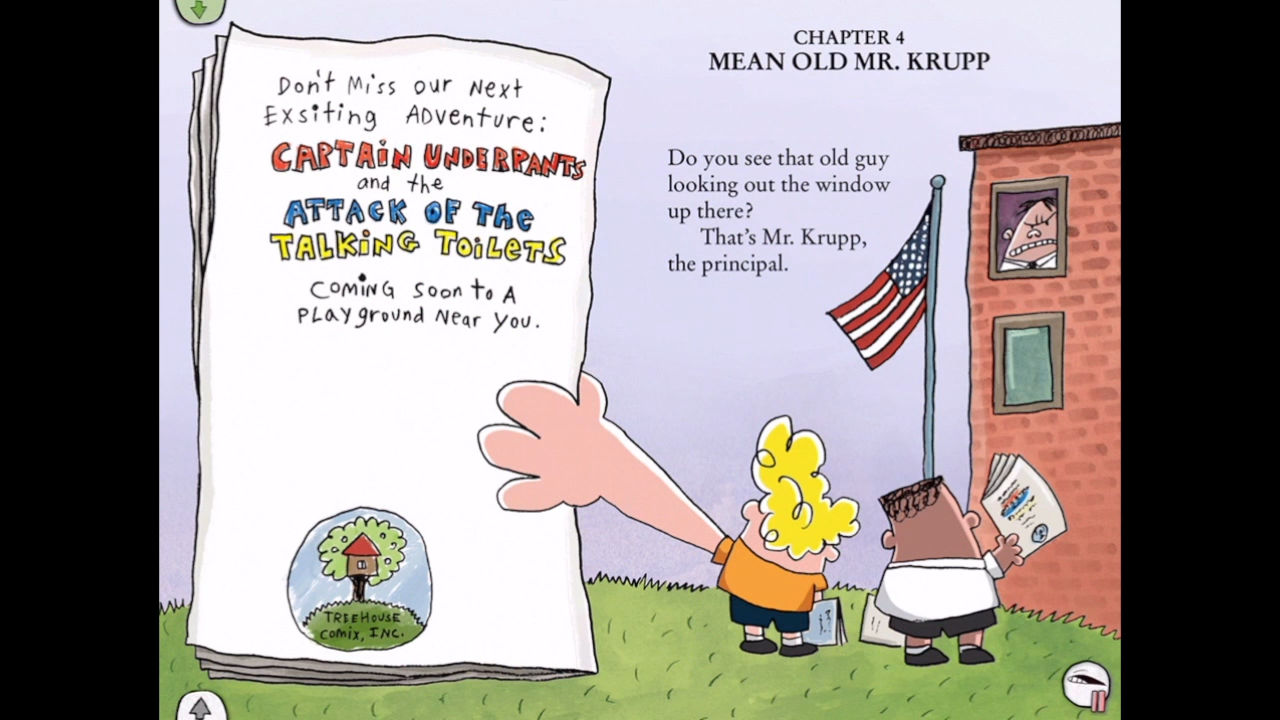 Don't Miss our Next
Exsiting Adventure:
CAPTAIN UNDERPANTS
and the
ATTACK OF THE
TALKING TOILETS
Coming Soon to A
Playground Near You.
TREEHOUSE
Comix, INC.
CHAPTER 4
MEAN OLD MR. KRUPP
Do you see that old guy
looking out the window
up there?
That's Mr. Krupp,
the principal.